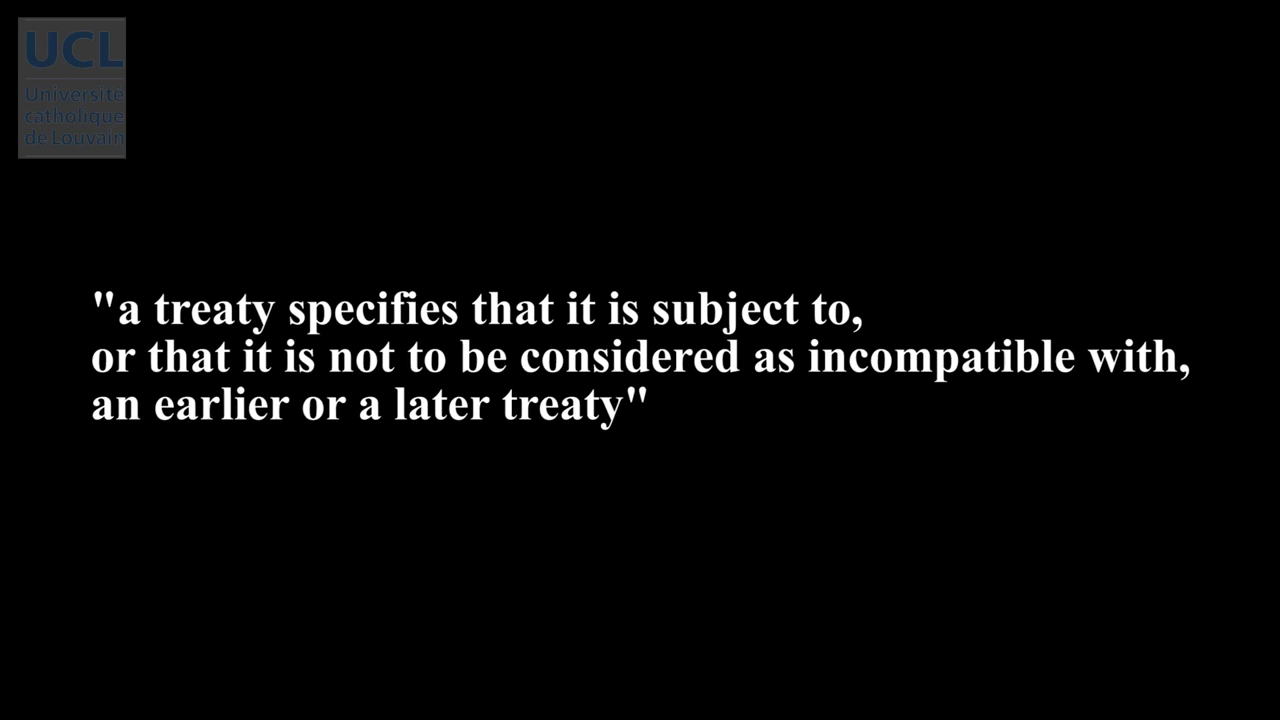 UCL
Université
catholique
de Louvain
"a treaty specifies that it is subject to,
or that it is not to be considered as incompatible with,
an earlier or a later treaty"